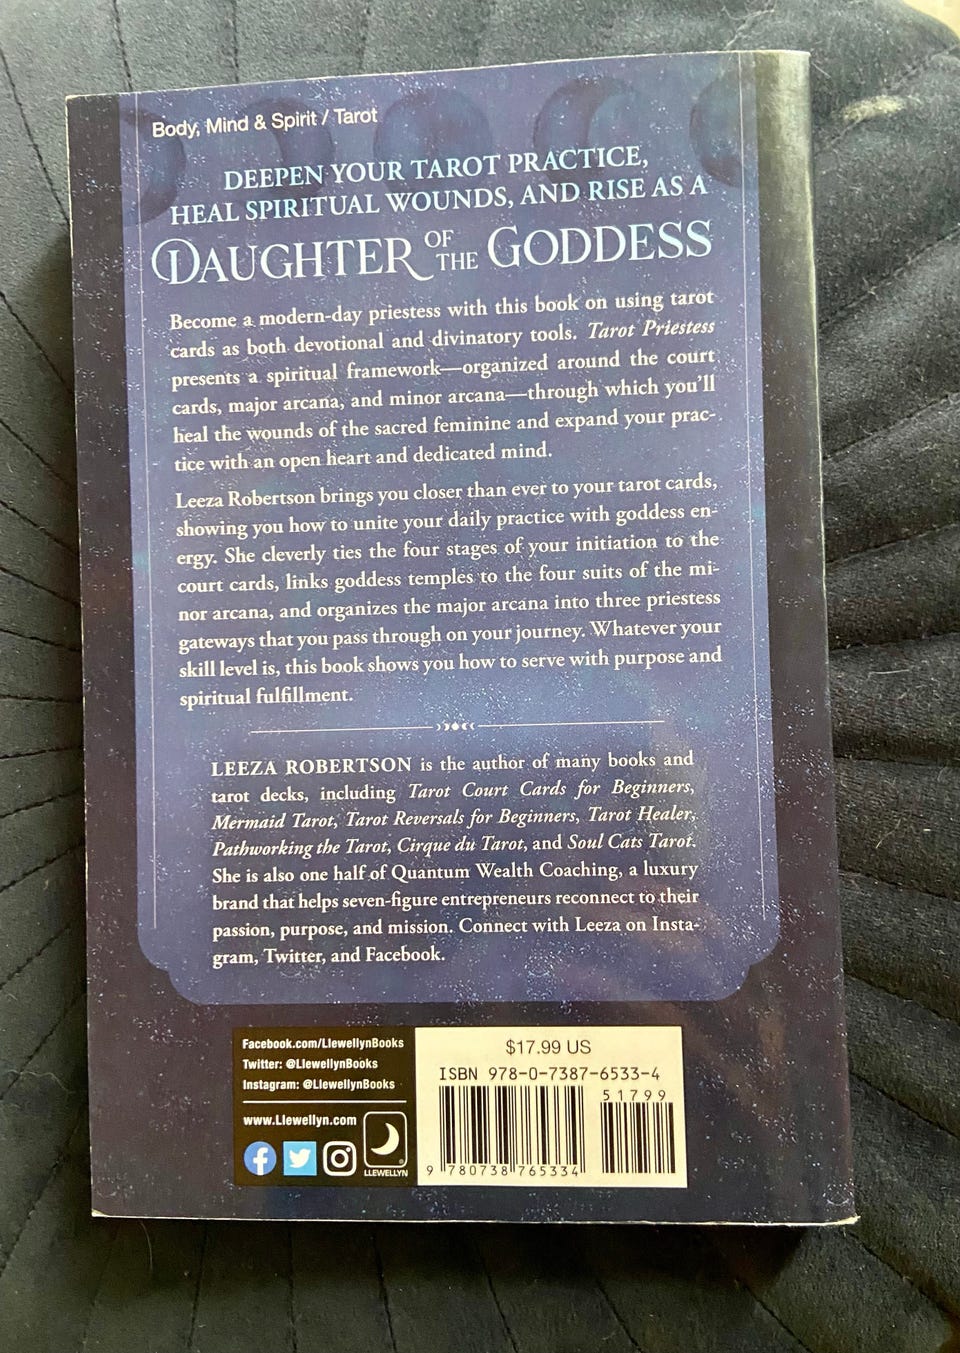 Body, Mind & Spirit / Tarot
DEEPEN YOUR TAROT PRACTICE,
HEAL SPIRITUAL WOUNDS, AND RISE AS A
DAUGHTER OF THE GODDESS
Become a modern-day priestess with this book on using tarot
cards as both devotional and divinatory tools. Tarot Priestess
presents a spiritual framework—organized around the court
cards, major arcana, and minor arcana—through which you'll
heal the wounds of the sacred feminine and expand your prac-
tice with an open heart and dedicated mind.
Leeza Robertson brings you closer than ever to your tarot cards,
showing you how to unite your daily practice with goddess en-
ergy. She cleverly ties the four stages of your initiation to the
court cards, links goddess temples to the four suits of the mi-
nor arcana, and organizes the major arcana into three priestess
gateways that you pass through on your journey. Whatever your
skill level is, this book shows you how to serve with purpose and
spiritual fulfillment.
LEEZA ROBERTSON is the author of many books and
tarot decks, including Tarot Court Cards for Beginners,
Mermaid Tarot, Tarot Reversals for Beginners, Tarot Healer,
Pathworking the Tarot, Cirque du Tarot, and Soul Cats Tarot.
She is also one half of Quantum Wealth Coaching, a luxury
brand that helps seven-figure entrepreneurs reconnect to their
passion, purpose, and mission. Connect with Leeza on Insta-
gram, Twitter, and Facebook.
Facebook.com/LlewellynBooks
Twitter: @LlewellynBooks
Instagram: @LlewellynBooks
www.Llewellyn.com
LLEWELLYN
$17.99 US
ISBN 978-0-7387-6533-4
51799
9 780738 765334